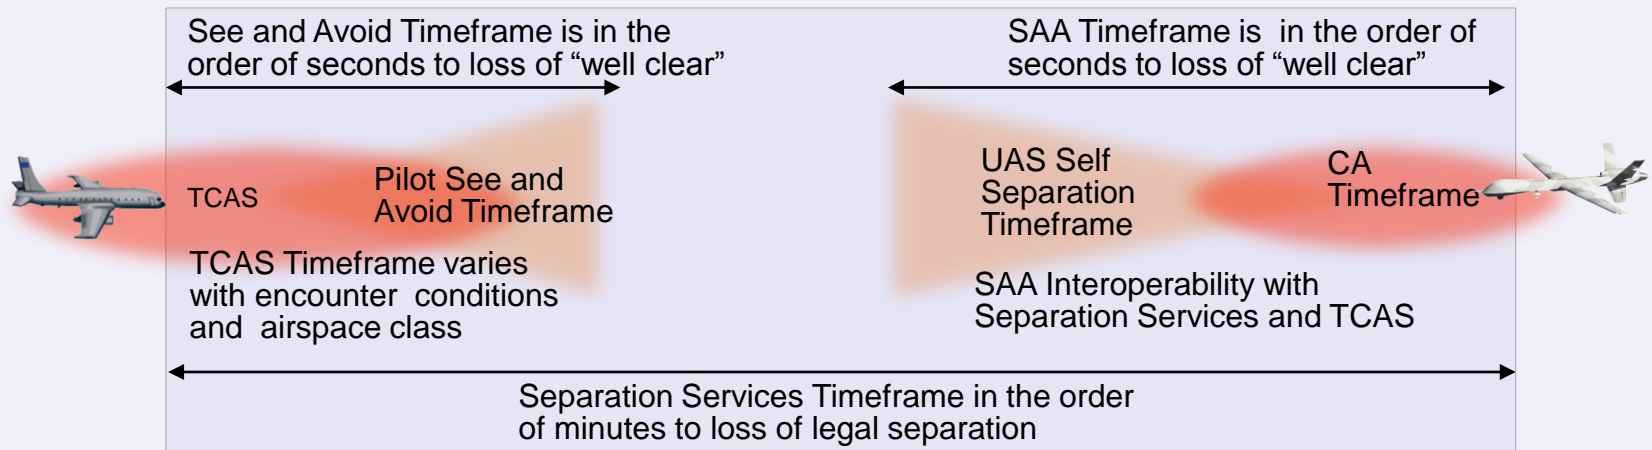 See and Avoid Timeframe is in the
order of seconds to loss of “well clear”
SAA Timeframe is  in the order of
seconds to loss of “well clear”
TCAS
Pilot See and
Avoid Timeframe
UAS Self
Separation
Timeframe
CA
Timeframe
TCAS Timeframe varies
with encounter  conditions
and  airspace class
SAA Interoperability with
Separation Services and TCAS
Separation Services Timeframe in the order
of minutes to loss of legal separation